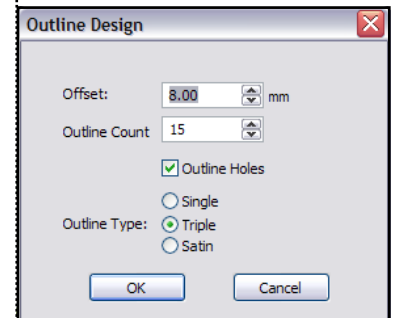 Outline Design
Offset: 8.00 mm
Outline Count 15
Outline Holes
Single
Outline Type: Triple
Satin
OK Cancel